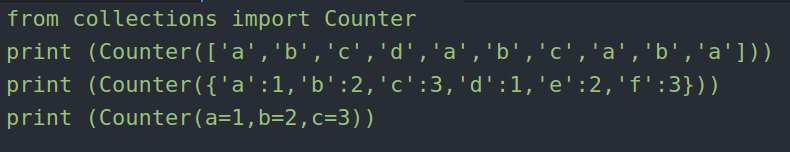 from collections import Counter
print (Counter(['a','b','c','d','a','b','c','a','b','a']))
print (Counter({'a':1,'b':2,'c':3,'d':1,'e':2,'f':3}))
print (Counter(a=1,b=2,c=3))